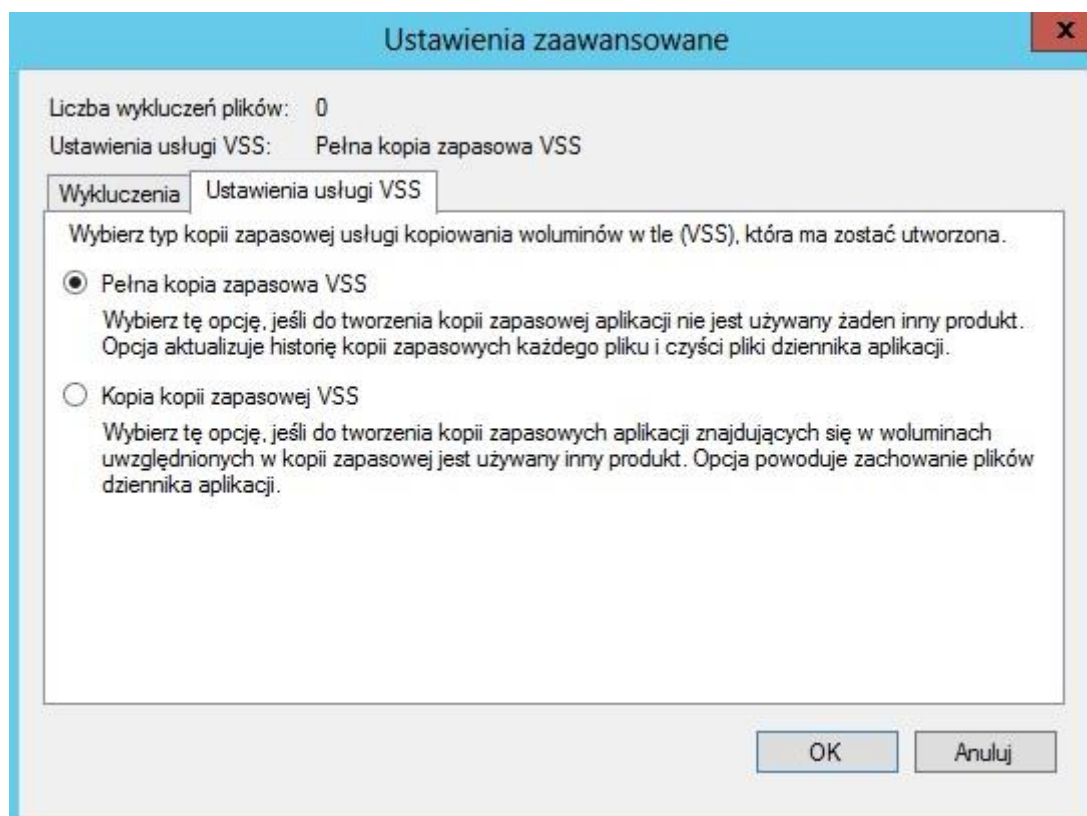 Ustawienia zaawansowane
x
Liczba wykluczeń plików: 0
Ustawienia usługi VSS: Pełna kopia zapasowa VSS
Wykluczenia Ustawienia usługi VSS
Wybierz typ kopii zapasowej usługi kopiowania woluminów w tle (VSS), która ma zostać utworzona.
Pełna kopia zapasowa VSS
Wybierz tę opcję, jeśli do tworzenia kopii zapasowej aplikacji nie jest używany żaden inny produkt.
Opcja aktualizuje historię kopii zapasowych każdego pliku i czyści pliki dziennika aplikacji.
Kopia kopii zapasowej VSS
Wybierz tę opcję, jeśli do tworzenia kopii zapasowych aplikacji znajdujących się w woluminach
uwzględnionych w kopii zapasowej jest używany inny produkt. Opcja powoduje zachowanie plików
dziennika aplikacji.
OK Anuluj